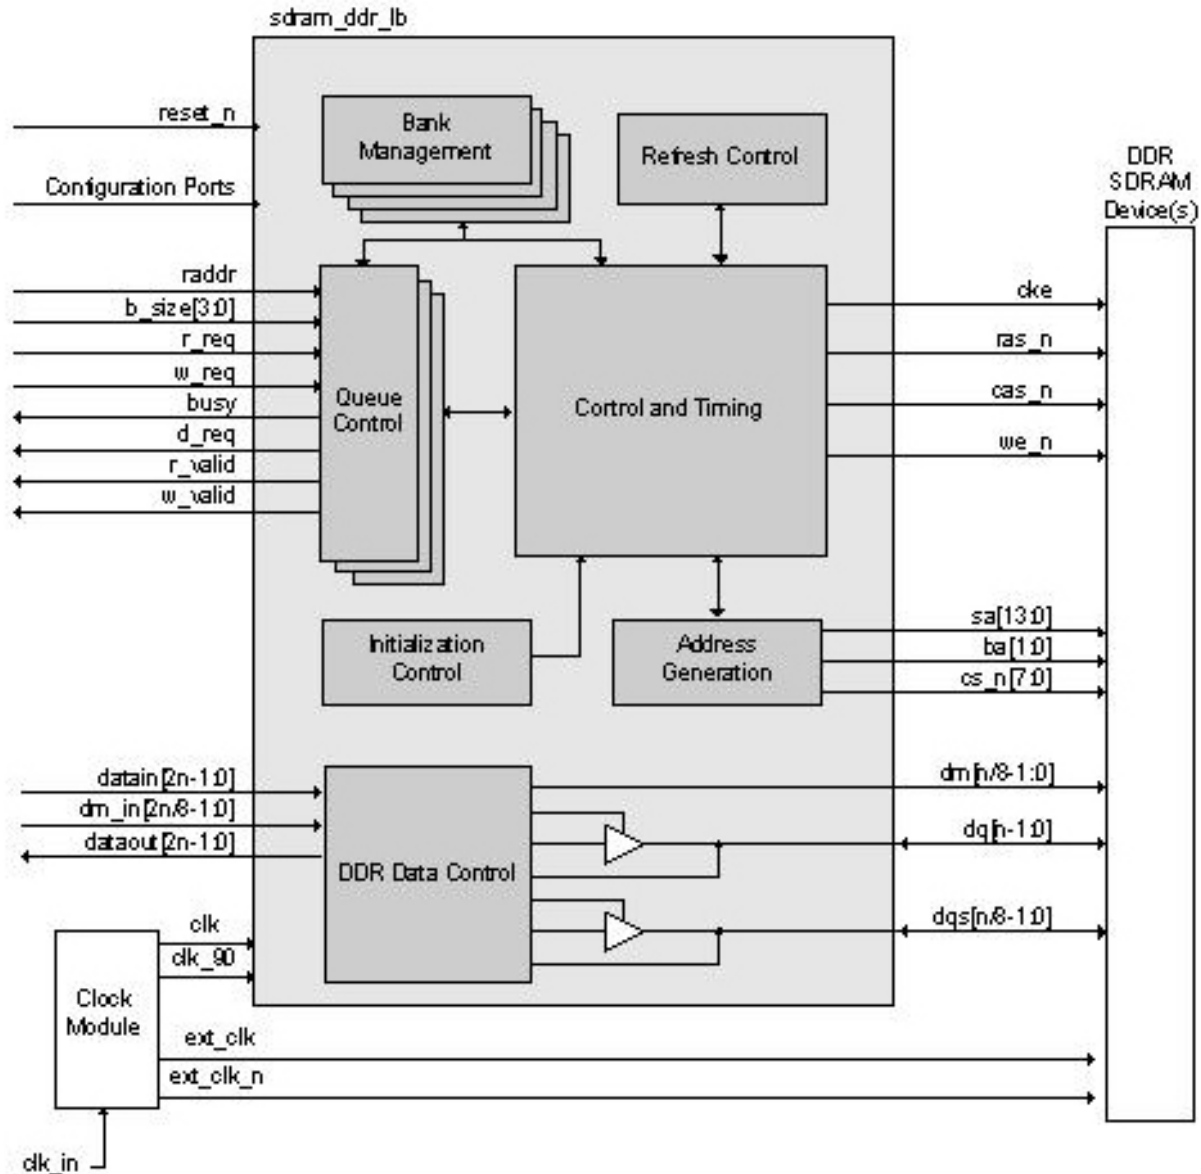 sdram_ddr_lb
reset_n
Configuration Ports
raddr
b_size[3:0]
r_req
w_req
busy
d_req
r_valid
w_valid
Bank
Management
Refresh Control
Queue
Control
Control and Timing
Initialization
Control
Address
Generation
DDR
SDRAM
Device(s)
cke
ras_n
cas_n
we_n
sa[13:0]
ba[1:0]
cs_n[7:0]
datain[2n-1:0]
dm_in[2n/8-1:0]
dataout[2n-1:0]
DDR Data Control
dm[n/8-1:0]
dq[n-1:0]
dqs[n/8-1:0]
clk
clk_90
Clock
Module
ext_clk
ext_clk_n
clk_in